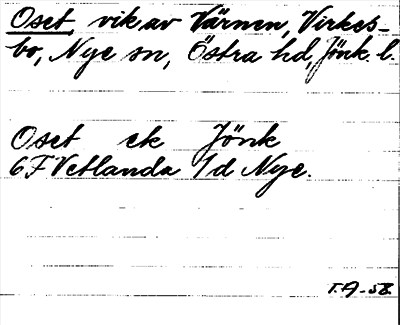 Oset, vik av Värnen, Virkes-
bo, Nye sn, Östra hd, Jönk. l.
Oset ek Jönk
6F Vetlanda 1d Nye.
T.A-58.